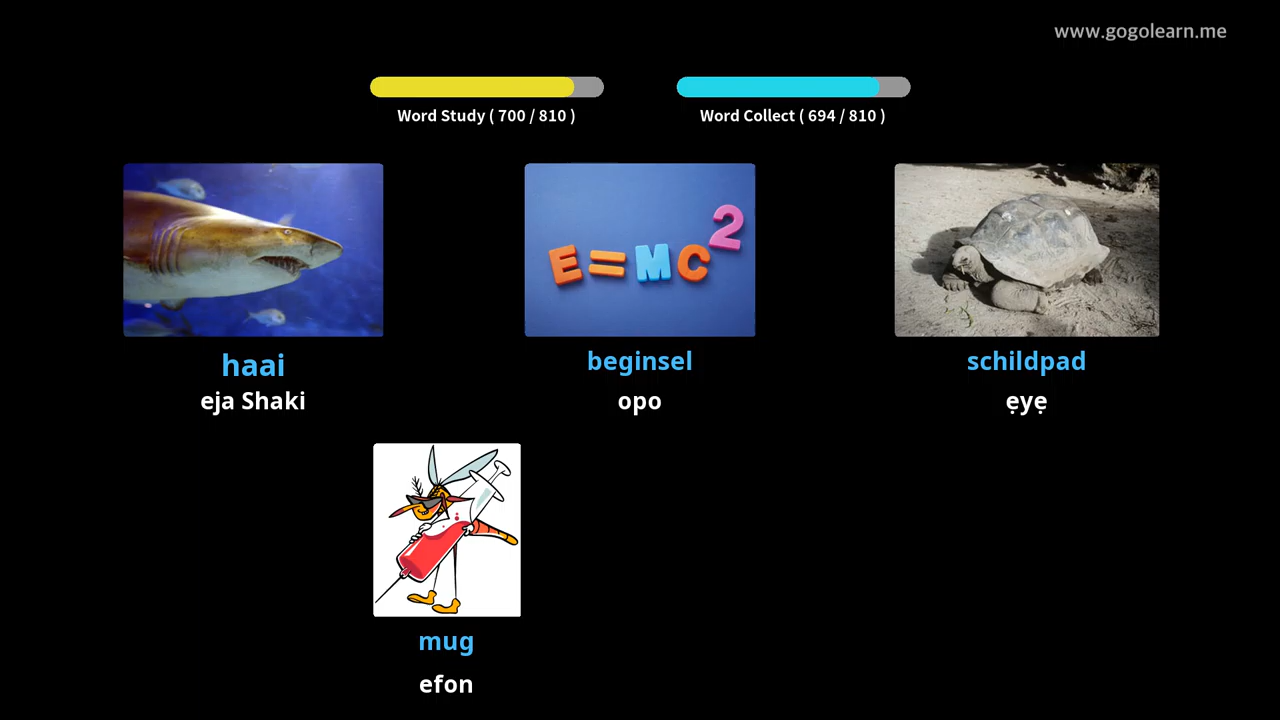 www.gogolearn.me
Word Study ( 700 / 810 )
Word Collect ( 694 / 810 )
E=MC2
haai
beginsel
schildpad
eja Shaki
opo
ẹyẹ
mug
efon